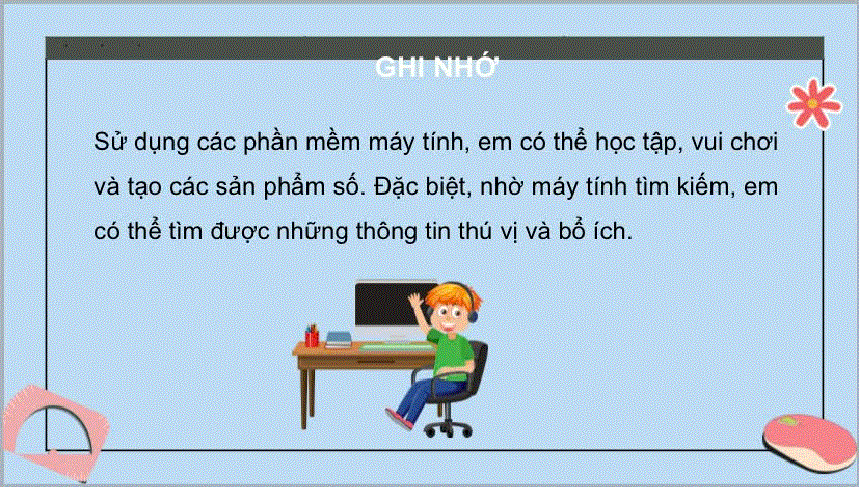 GHI NHỚ
Sử dụng các phần mềm máy tính, em có thể học tập, vui chơi
và tạo các sản phẩm số. Đặc biệt, nhờ máy tính tìm kiếm, em
có thể tìm được những thông tin thú vị và bổ ích.